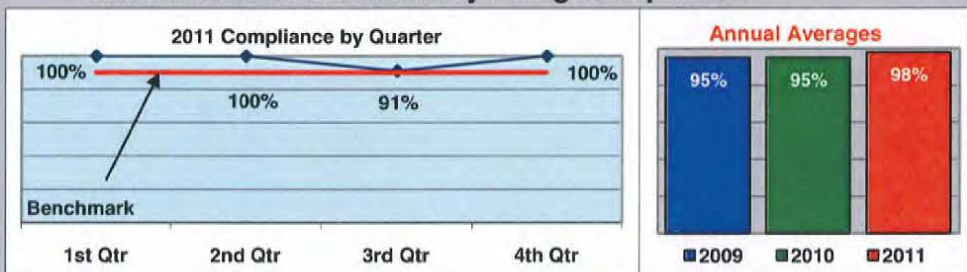 2011 Compliance by Quarter
100%
100%
91%
100%
Benchmark
1st Qtr 2nd Qtr 3rd Qtr 4th Qtr
Annual Averages
95% 95% 98%
2009 2010 2011